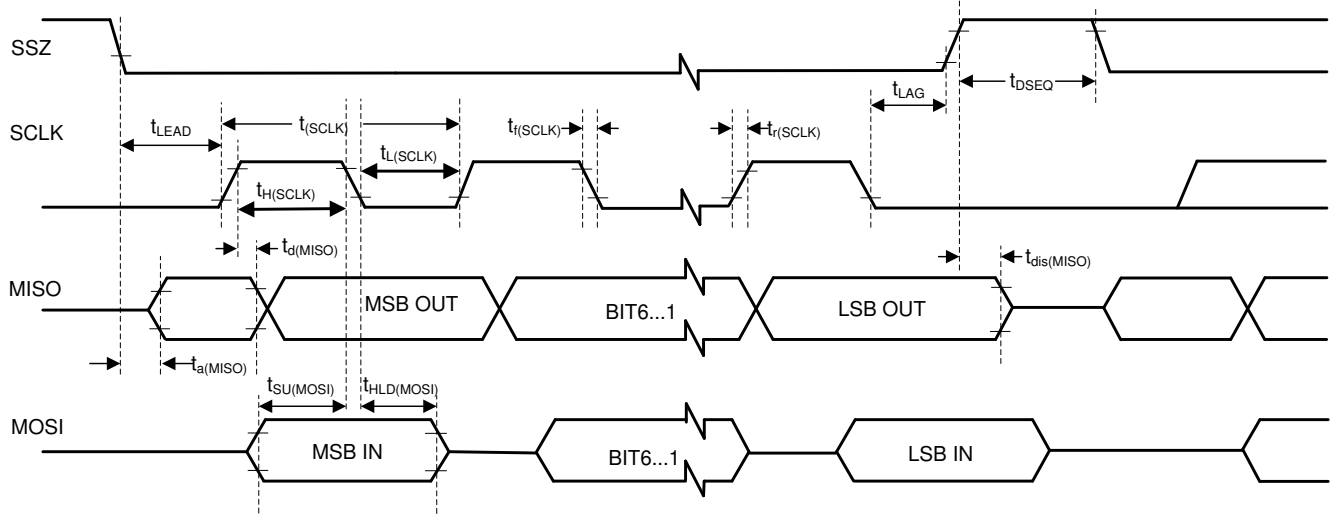 SSZ
tLAG
tDSEQ
SCLK
tLEAD
t(SCLK)
tf(SCLK)
tr(SCLK)
tL(SCLK)
tH(SCLK)
td(MISO)
tdis(MISO)
MISO
MSB OUT
BIT6...1
LSB OUT
ta(MISO)
tSU(MOSI)
tHLD(MOSI)
MOSI
MSB IN
BIT6...1
LSB IN